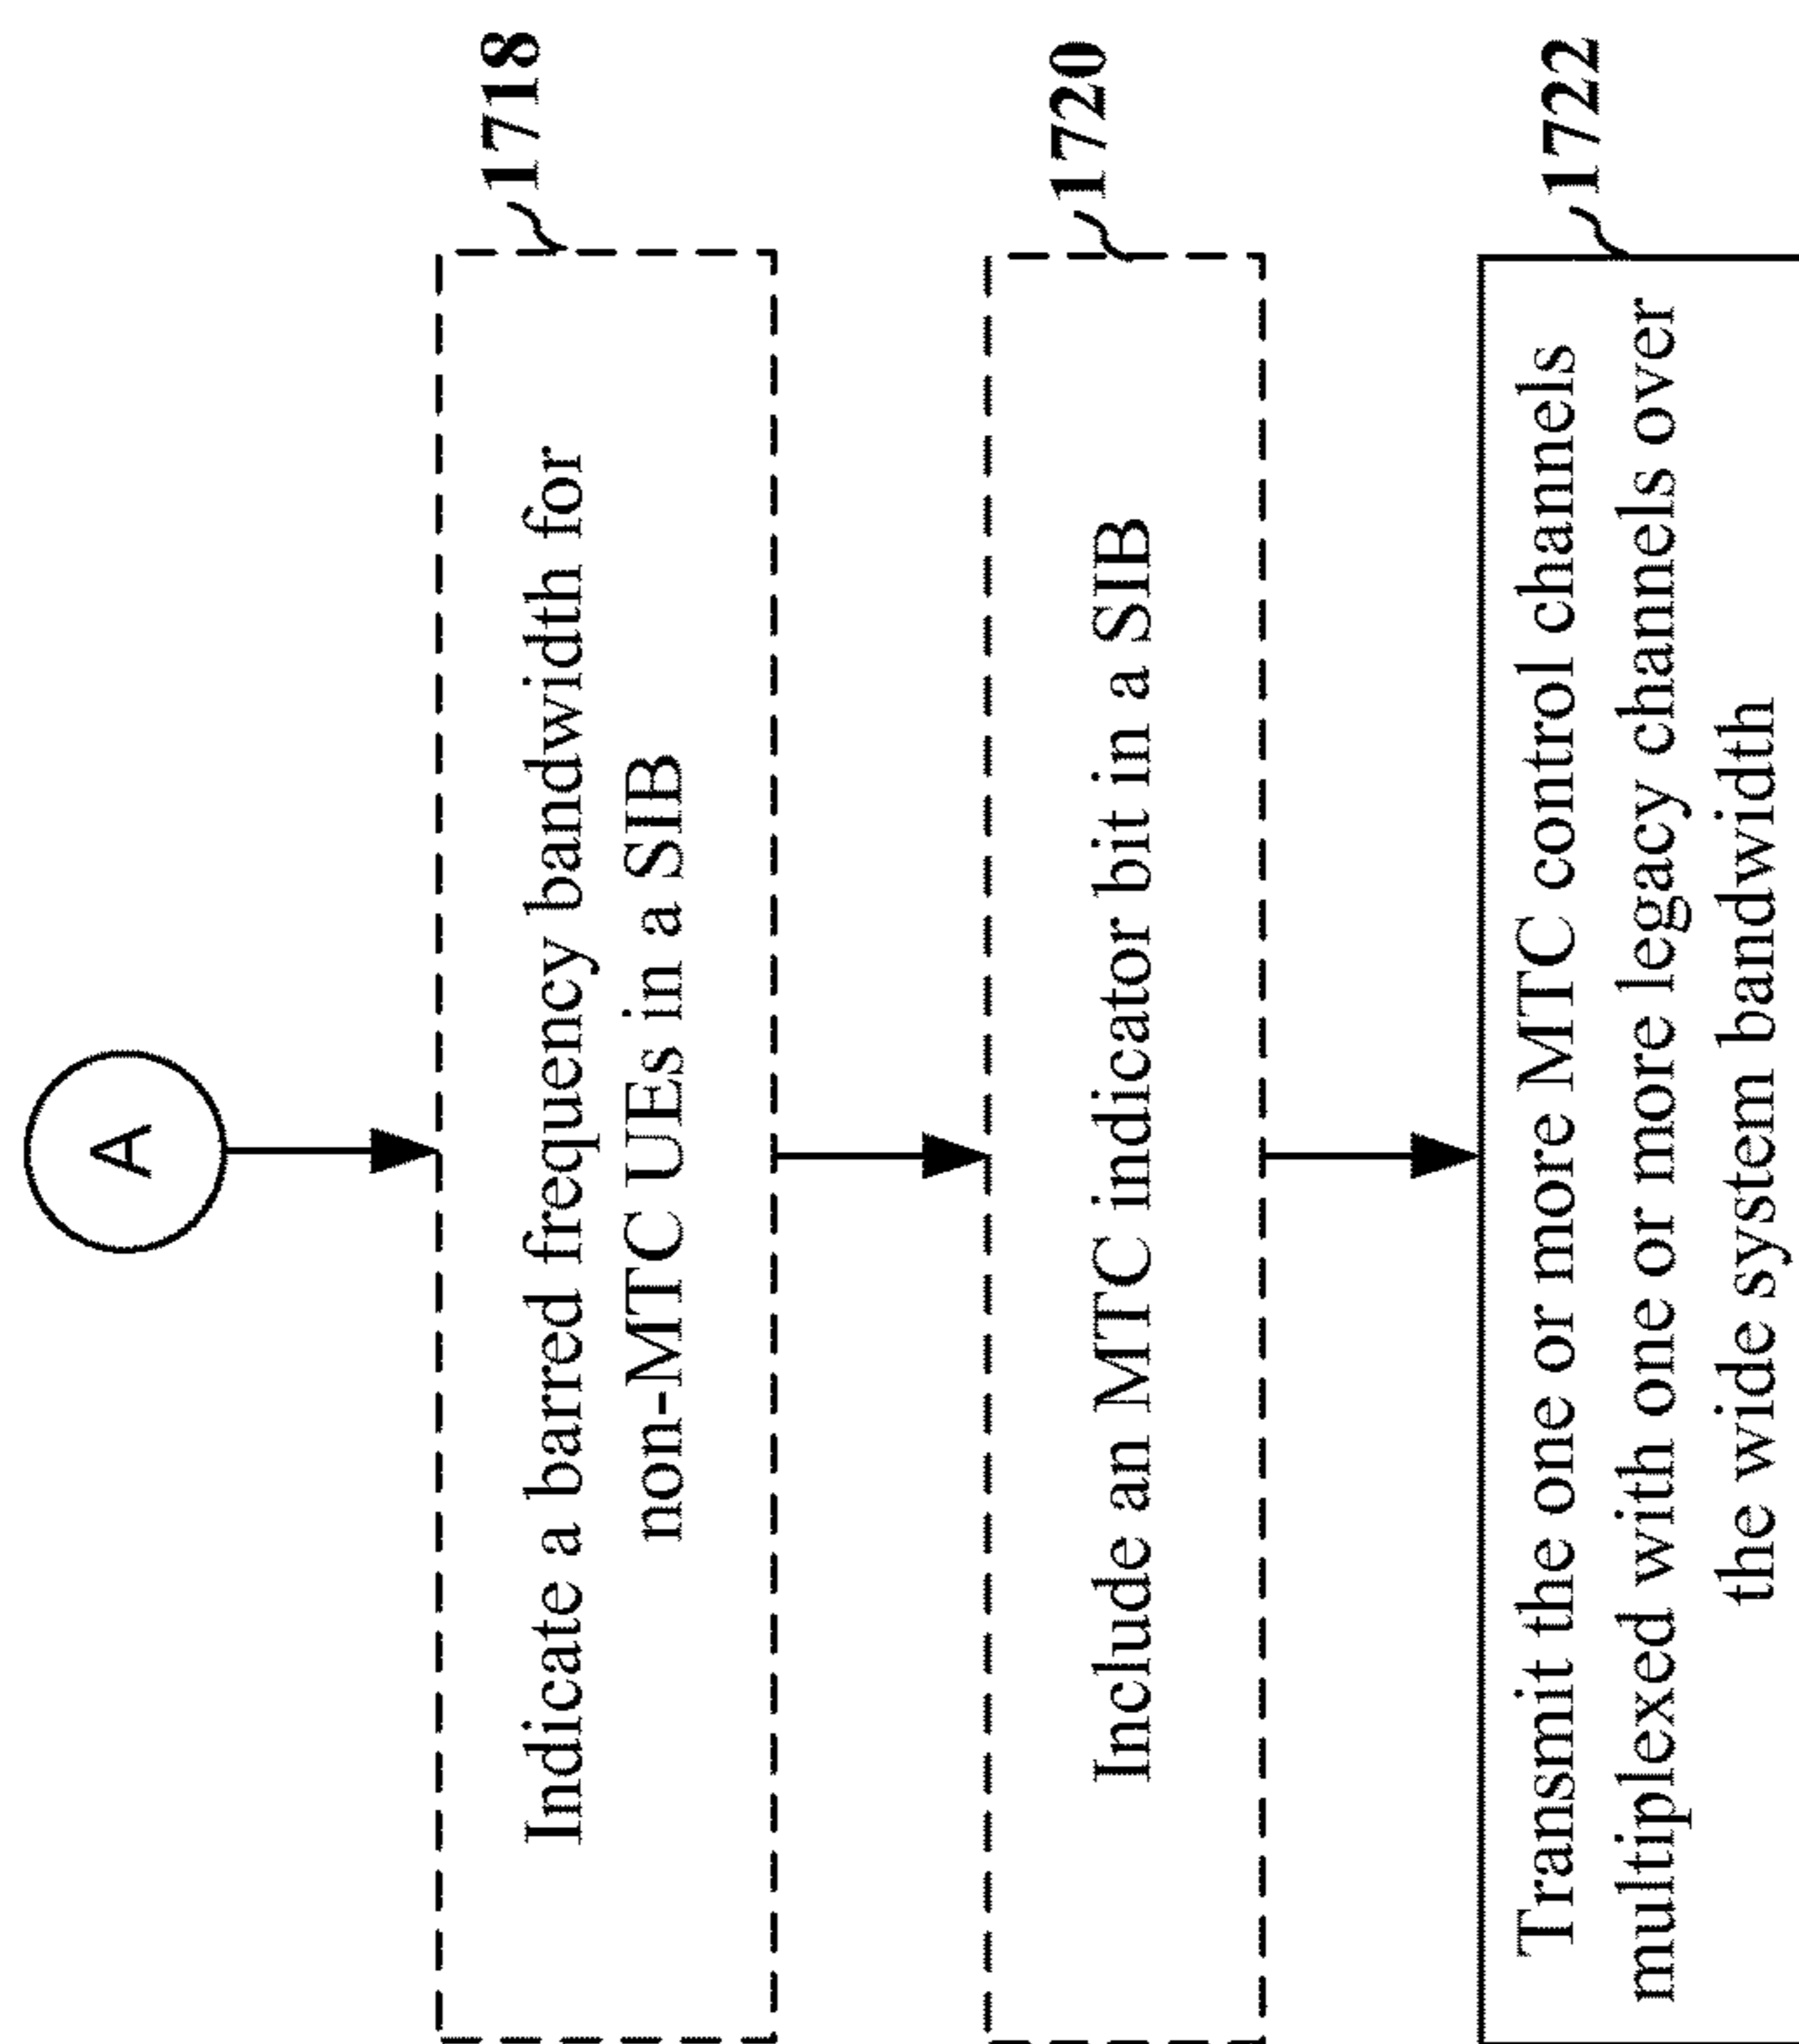 A
1718
Indicate a barred frequency bandwidth for
non-MTC UEs in a SIB
1720
Include an MTC indicator bit in a SIB
1722
Transmit the one or more MTC control channels
multiplexed with one or more legacy channels over
the wide system bandwidth